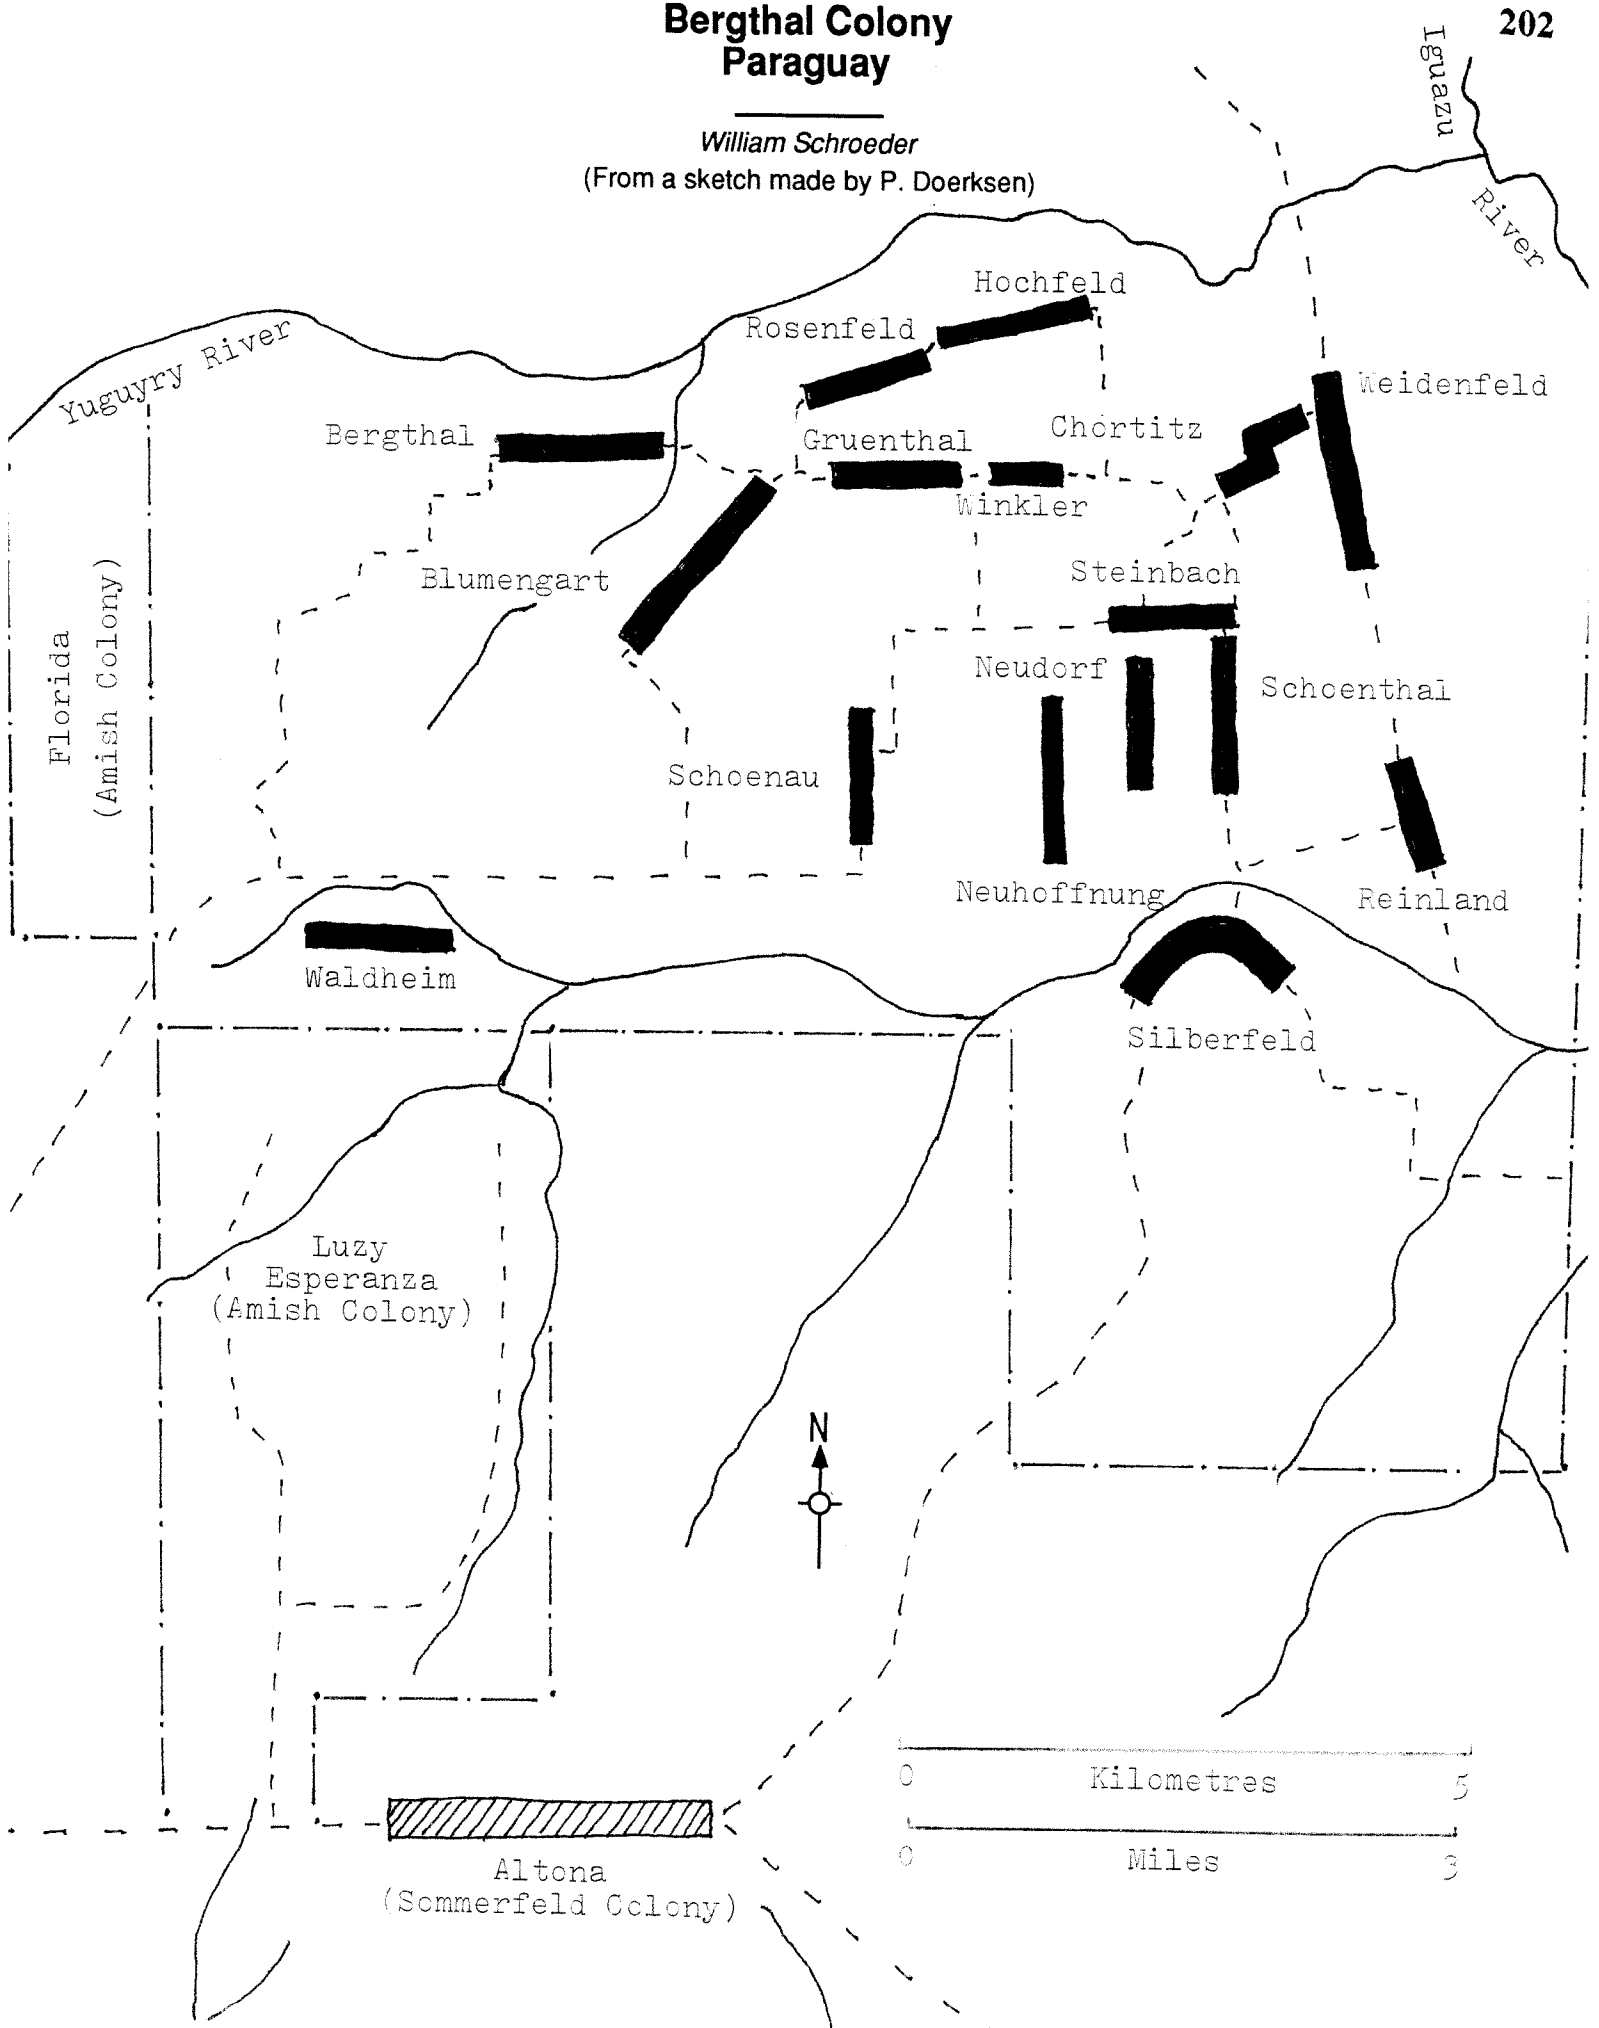 Bergthal Colony
Paraguay
202
William Schroeder
(From a sketch made by P. Doerksen)
Iguazu
River
Hochfeld
Rosenfeld
Yuguyry River
Weidenfeld
Bergthal
Gruenthal
Chortitz
Winkler
Blumengart
Steinbach
Florida
(Amish Colony)
Neudorf
Schoenthal
Schoenau
Neuhoffnung
Reinland
Waldheim
Silberfeld
Luzy
Esperanza
(Amish Colony)
N
0 Kilometres 5
0 Miles 3
Altona
(Sommerfeld Colony)